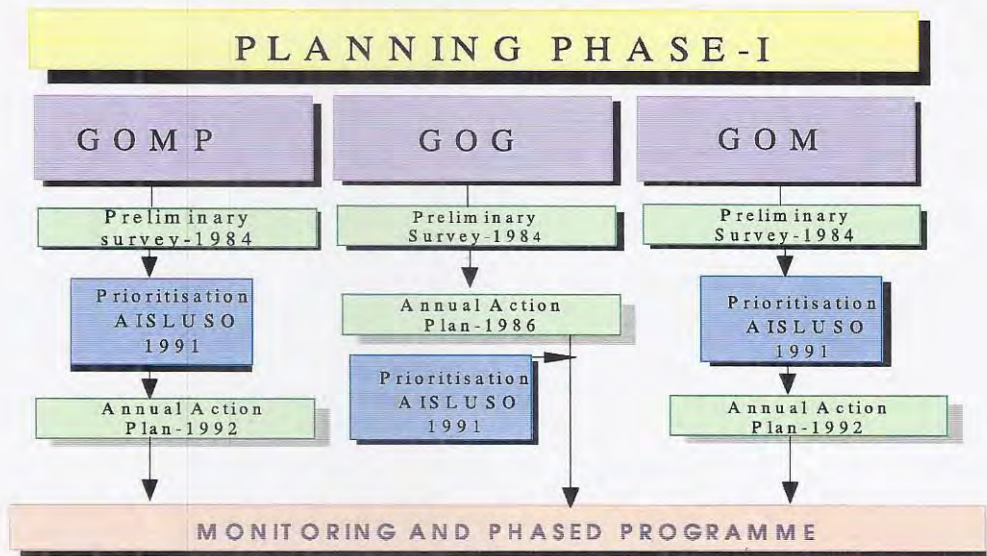 PLANNING PHASE-I
GOMP
Preliminary
survey-1984
Prioritisation
AISLUSO
1991
Annual Action
Plan-1992
GOG
Preliminary
Survey-1984
Annual Action
Plan-1986
Prioritisation
AISLUSO
1991
GOM
Preliminary
Survey-1984
Prioritisation
AISLUSO
1991
Annual Action
Plan-1992
MONITORING AND PHASED PROGRAMME